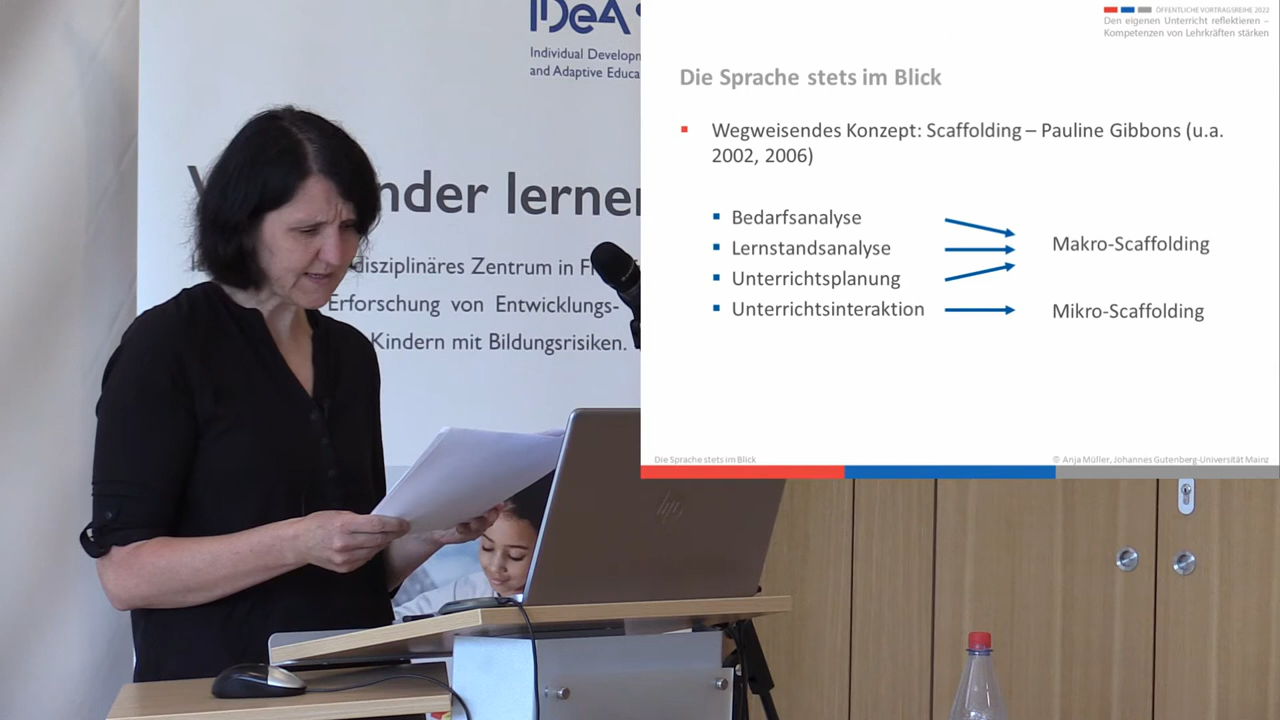 IDeA
Individual Developm
and Adaptive Educa
nder lernen
disziplinäres Zentrum in F
Erforschung von Entwicklungs-
Kindern mit Bildungsrisiken.
hp
ÖFFENTLICHE VORTRAGSREIHE 2022
Den eigenen Unterricht reflektieren –
Kompetenzen von Lehrkräften stärken
Die Sprache stets im Blick
Wegweisendes Konzept: Scaffolding – Pauline Gibbons (u.a.
2002, 2006)
Bedarfsanalyse
Lernstandsanalyse
Unterrichtsplanung
Unterrichtsinteraktion
Makro-Scaffolding
Mikro-Scaffolding
Die Sprache stets im Blick
© Anja Müller, Johannes Gutenberg-Universität Mainz